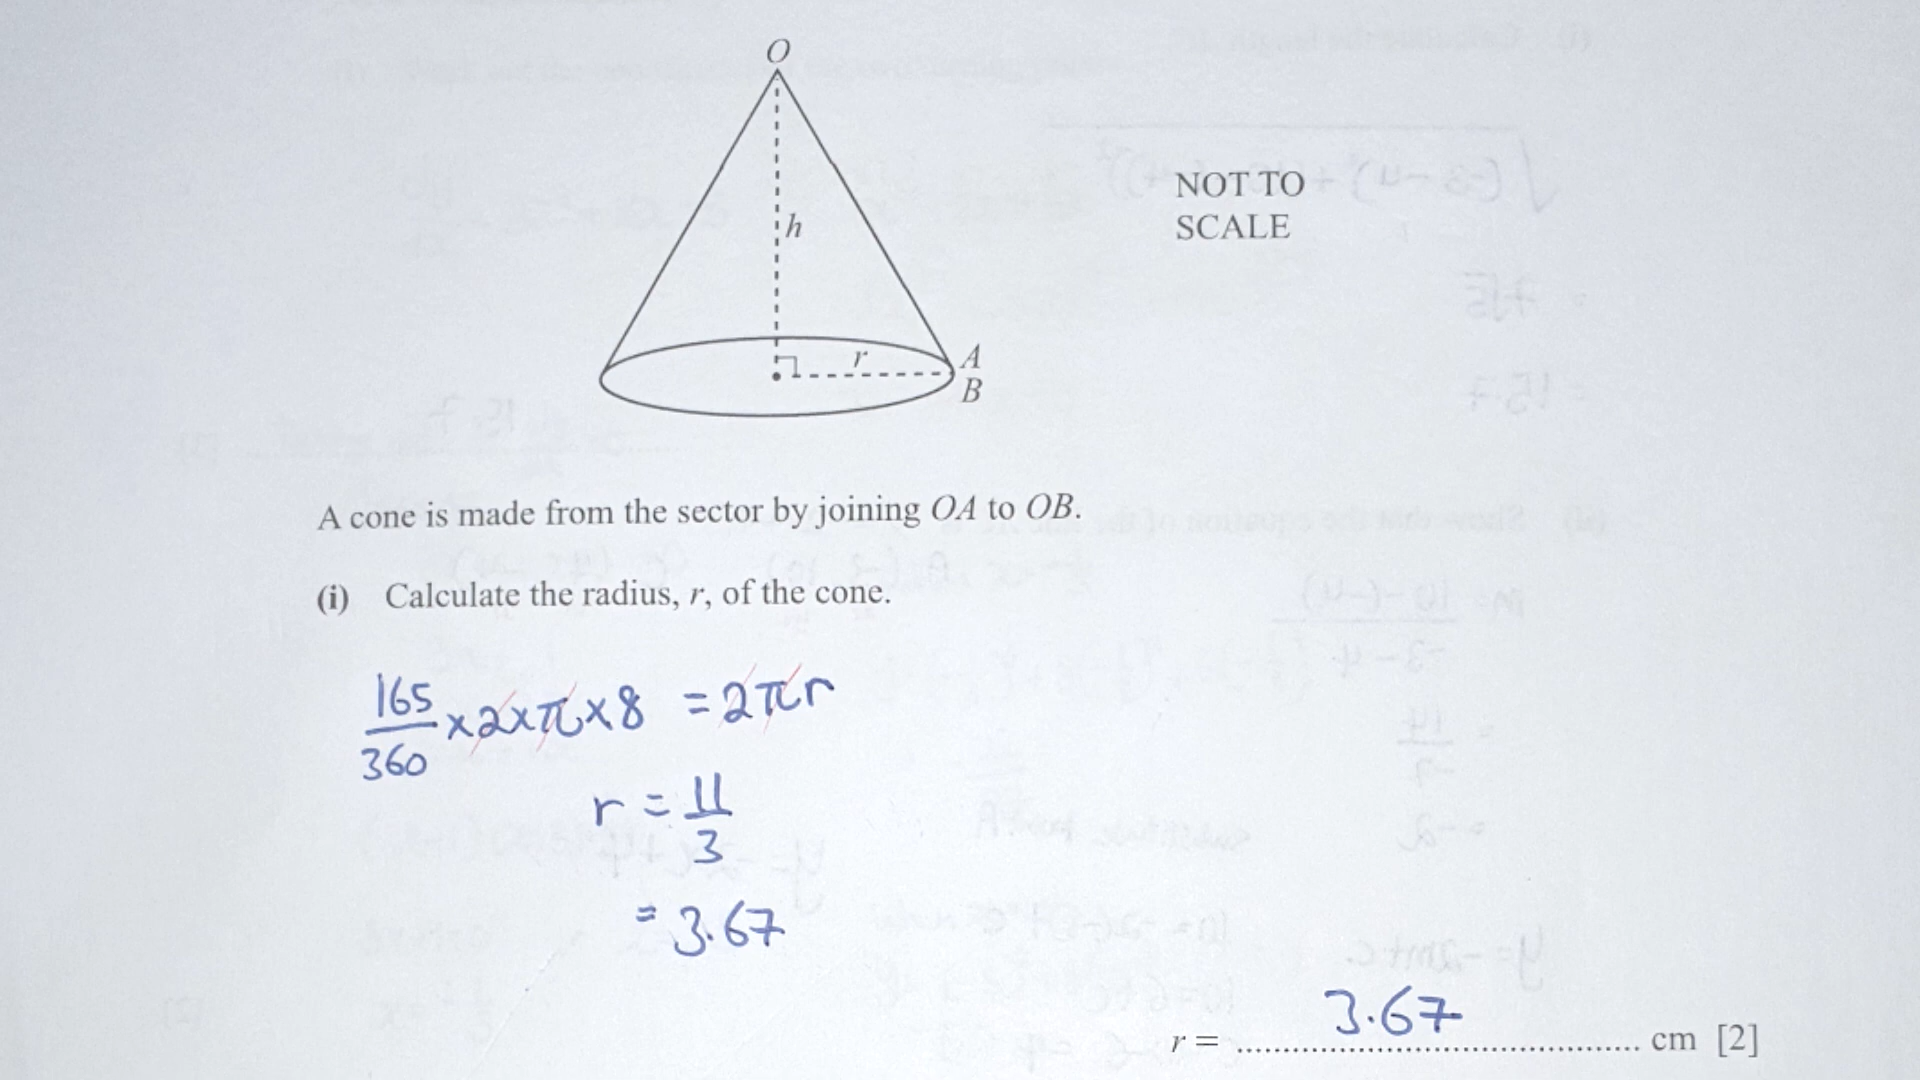 O
NOT TO
SCALE
h
r
A
B
A cone is made from the sector by joining OA to OB.
(i) Calculate the radius, r, of the cone.
165/360 × 2 × π × 8 = 2πr
r = 11/3
= 3.67
r = 3.67 cm [2]